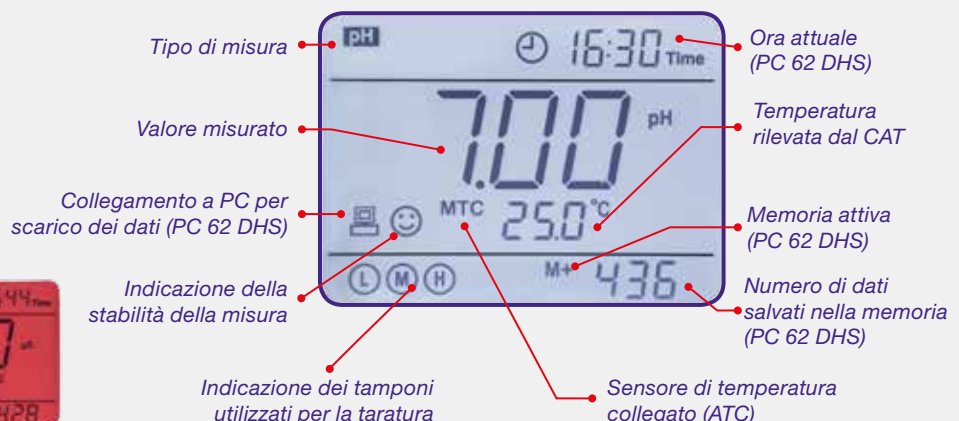 Tipo di misura
Valore misurato
Collegamento a PC per
scarico dei dati (PC 62 DHS)
Indicazione della
stabilità della misura
Indicazione dei tamponi
utilizzati per la taratura
pH
16:30 Time
7.00 pH
MTC 25.0 °C
L M H M+ 436
Ora attuale
(PC 62 DHS)
Temperatura
rilevata dal CAT
Memoria attiva
(PC 62 DHS)
Numero di dati
salvati nella memoria
(PC 62 DHS)
Sensore di temperatura
collegato (ATC)